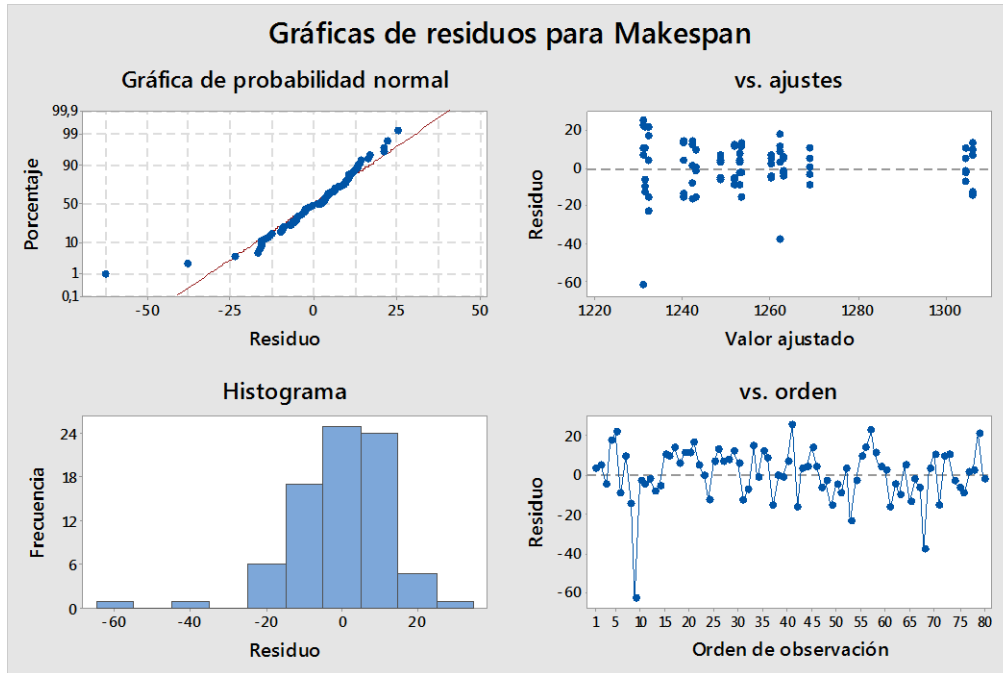 Gráficas de residuos para Makespan
Gráfica de probabilidad normal
99,9
99
90
50
10
1
0,1
Porcentaje
-50 -25 0 25 50
Residuo
vs. ajustes
20
0
-20
-40
-60
Residuo
1220 1240 1260 1280 1300
Valor ajustado
Histograma
24
18
12
6
0
Frecuencia
-60 -40 -20 0 20
Residuo
vs. orden
20
0
-20
-40
-60
Residuo
1 5 10 15 20 25 30 35 40 45 50 55 60 65 70 75 80
Orden de observación